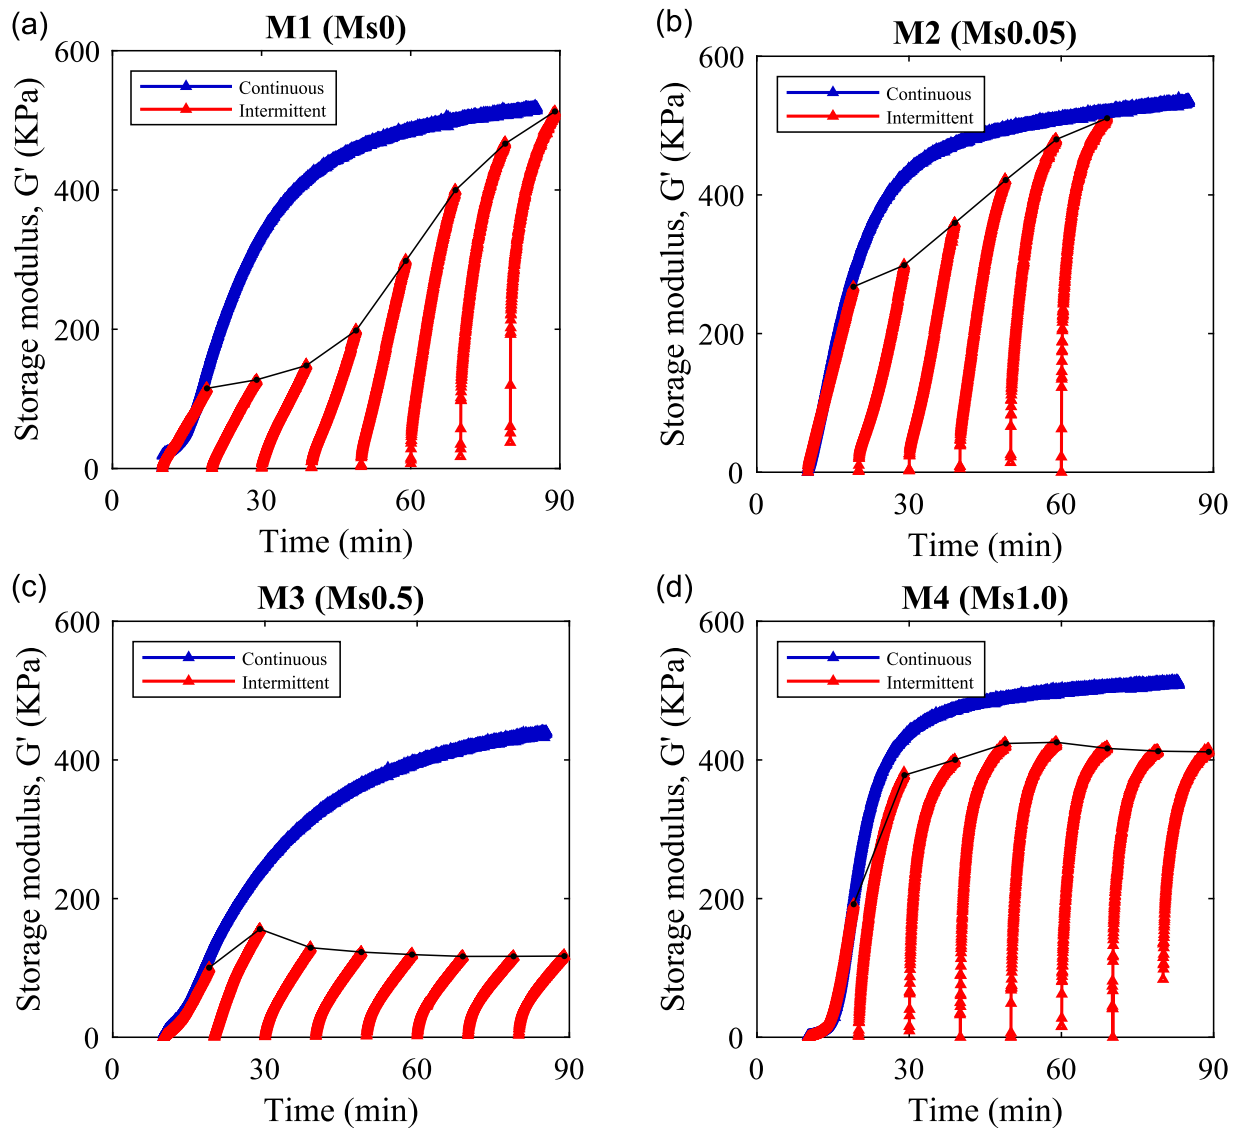 (a)
M1 (Ms0)
Storage modulus, G' (KPa)
600
400
200
0
Continuous
Intermittent
0 30 60 90
Time (min)
(b)
M2 (Ms0.05)
Storage modulus, G' (KPa)
600
400
200
0
Continuous
Intermittent
0 30 60 90
Time (min)
(c)
M3 (Ms0.5)
Storage modulus, G' (KPa)
600
400
200
0
Continuous
Intermittent
0 30 60 90
Time (min)
(d)
M4 (Ms1.0)
Storage modulus, G' (KPa)
600
400
200
0
Continuous
Intermittent
0 30 60 90
Time (min)